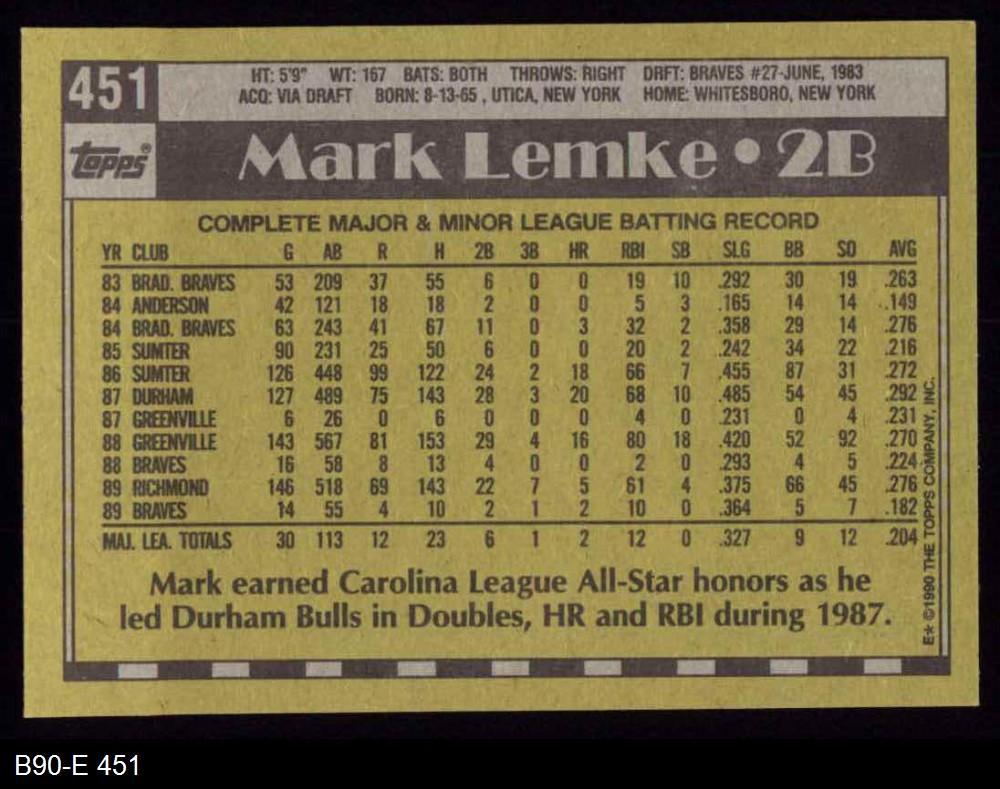 451
HT: 5'9" WT: 167 BATS: BOTH THROWS: RIGHT DRFT: BRAVES #27-JUNE, 1983
ACQ: VIA DRAFT BORN: 8-13-65 , UTICA, NEW YORK HOME: WHITESBORO, NEW YORK
topps®
Mark Lemke • 2B
COMPLETE MAJOR & MINOR LEAGUE BATTING RECORD
YR CLUB G AB R H 2B 3B HR RBI SB SLG BB SO AVG
83 BRAD. BRAVES 53 209 37 55 6 0 0 19 10 .292 30 19 .263
84 ANDERSON 42 121 18 18 2 0 0 5 3 .165 14 14 .149
84 BRAD. BRAVES 63 243 41 67 11 0 3 32 2 .358 29 14 .276
85 SUMTER 90 231 25 50 6 0 0 20 2 .242 34 22 .216
86 SUMTER 126 448 99 122 24 2 18 66 7 .455 87 31 .272
87 DURHAM 127 489 75 143 28 3 20 68 10 .485 54 45 .292
87 GREENVILLE 6 26 0 6 0 0 0 4 0 .231 0 4 .231
88 GREENVILLE 143 567 81 153 29 4 16 80 18 .420 52 92 .270
88 BRAVES 16 58 8 13 4 0 0 2 0 .293 4 5 .224
89 RICHMOND 146 518 69 143 22 7 5 61 4 .375 66 45 .276
89 BRAVES 14 55 4 10 2 1 2 10 0 .364 5 7 .182
MAJ. LEA. TOTALS 30 113 12 23 6 1 2 12 0 .327 9 12 .204
Mark earned Carolina League All-Star honors as he
led Durham Bulls in Doubles, HR and RBI during 1987.
E* ©1990 THE TOPPS COMPANY, INC.
B90-E 451